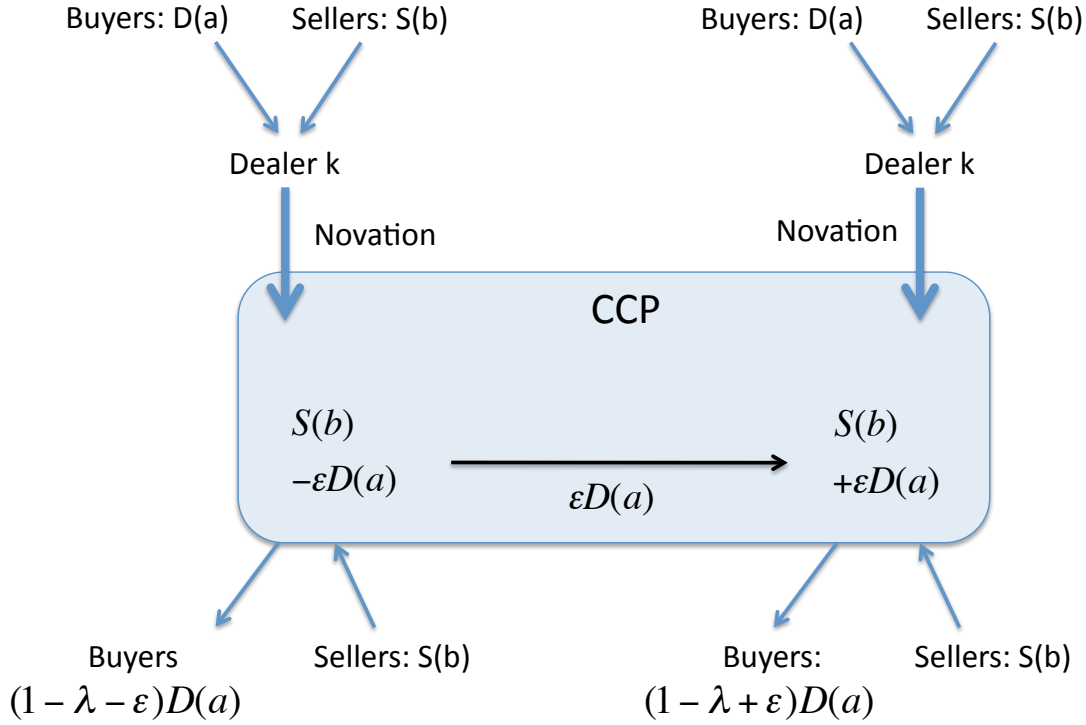 Buyers: D(a) Sellers: S(b) Buyers: D(a) Sellers: S(b)
Dealer k Dealer k
Novation Novation
CCP
S(b) S(b)
−εD(a) εD(a) +εD(a)
Buyers Sellers: S(b) Buyers: Sellers: S(b)
(1 − λ − ε)D(a) (1 − λ + ε)D(a)